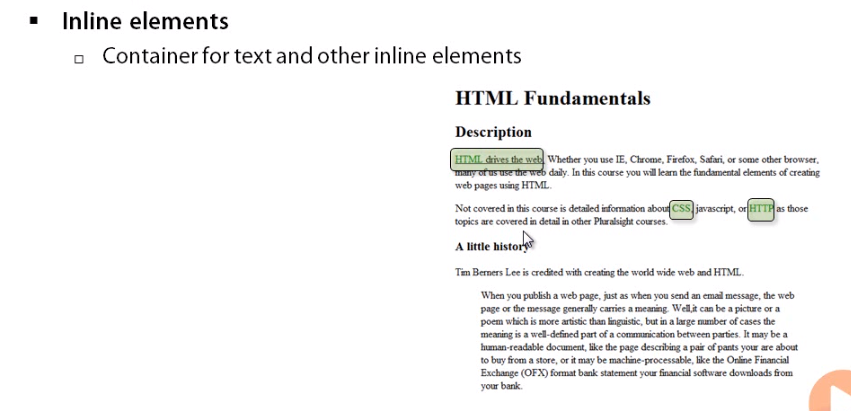 Inline elements
Container for text and other inline elements
HTML Fundamentals
Description
HTML drives the web. Whether you use IE, Chrome, Firefox, Safari, or some other browser,
many of us use the web daily. In this course you will learn the fundamental elements of creating
web pages using HTML.
Not covered in this course is detailed information about CSS, javascript, or HTTP as those
topics are covered in detail in other Pluralsight courses.
A little history
Tim Berners Lee is credited with creating the world wide web and HTML.
When you publish a web page, just as when you send an email message, the web
page or the message generally carries a meaning. Well,it can be a picture or a
poem which is more artistic than linguistic, but in a large number of cases the
meaning is a well-defined part of a communication between parties. It may be a
human-readable document, like the page describing a pair of pants your are about
to buy from a store, or it may be machine-processable, like the Online Financial
Exchange (OFX) format bank statement your financial software downloads from
your bank.